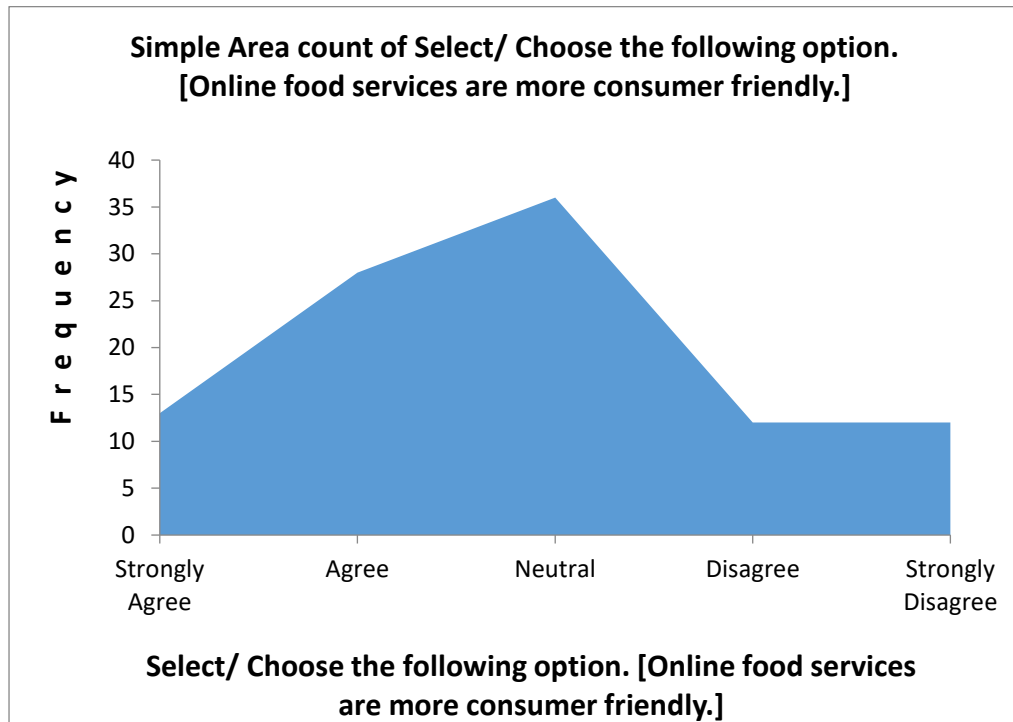 Simple Area count of Select/ Choose the following option.
[Online food services are more consumer friendly.]
Frequency
40
35
30
25
20
15
10
5
0
Strongly
Agree
Agree
Neutral
Disagree
Strongly
Disagree
Select/ Choose the following option. [Online food services
are more consumer friendly.]